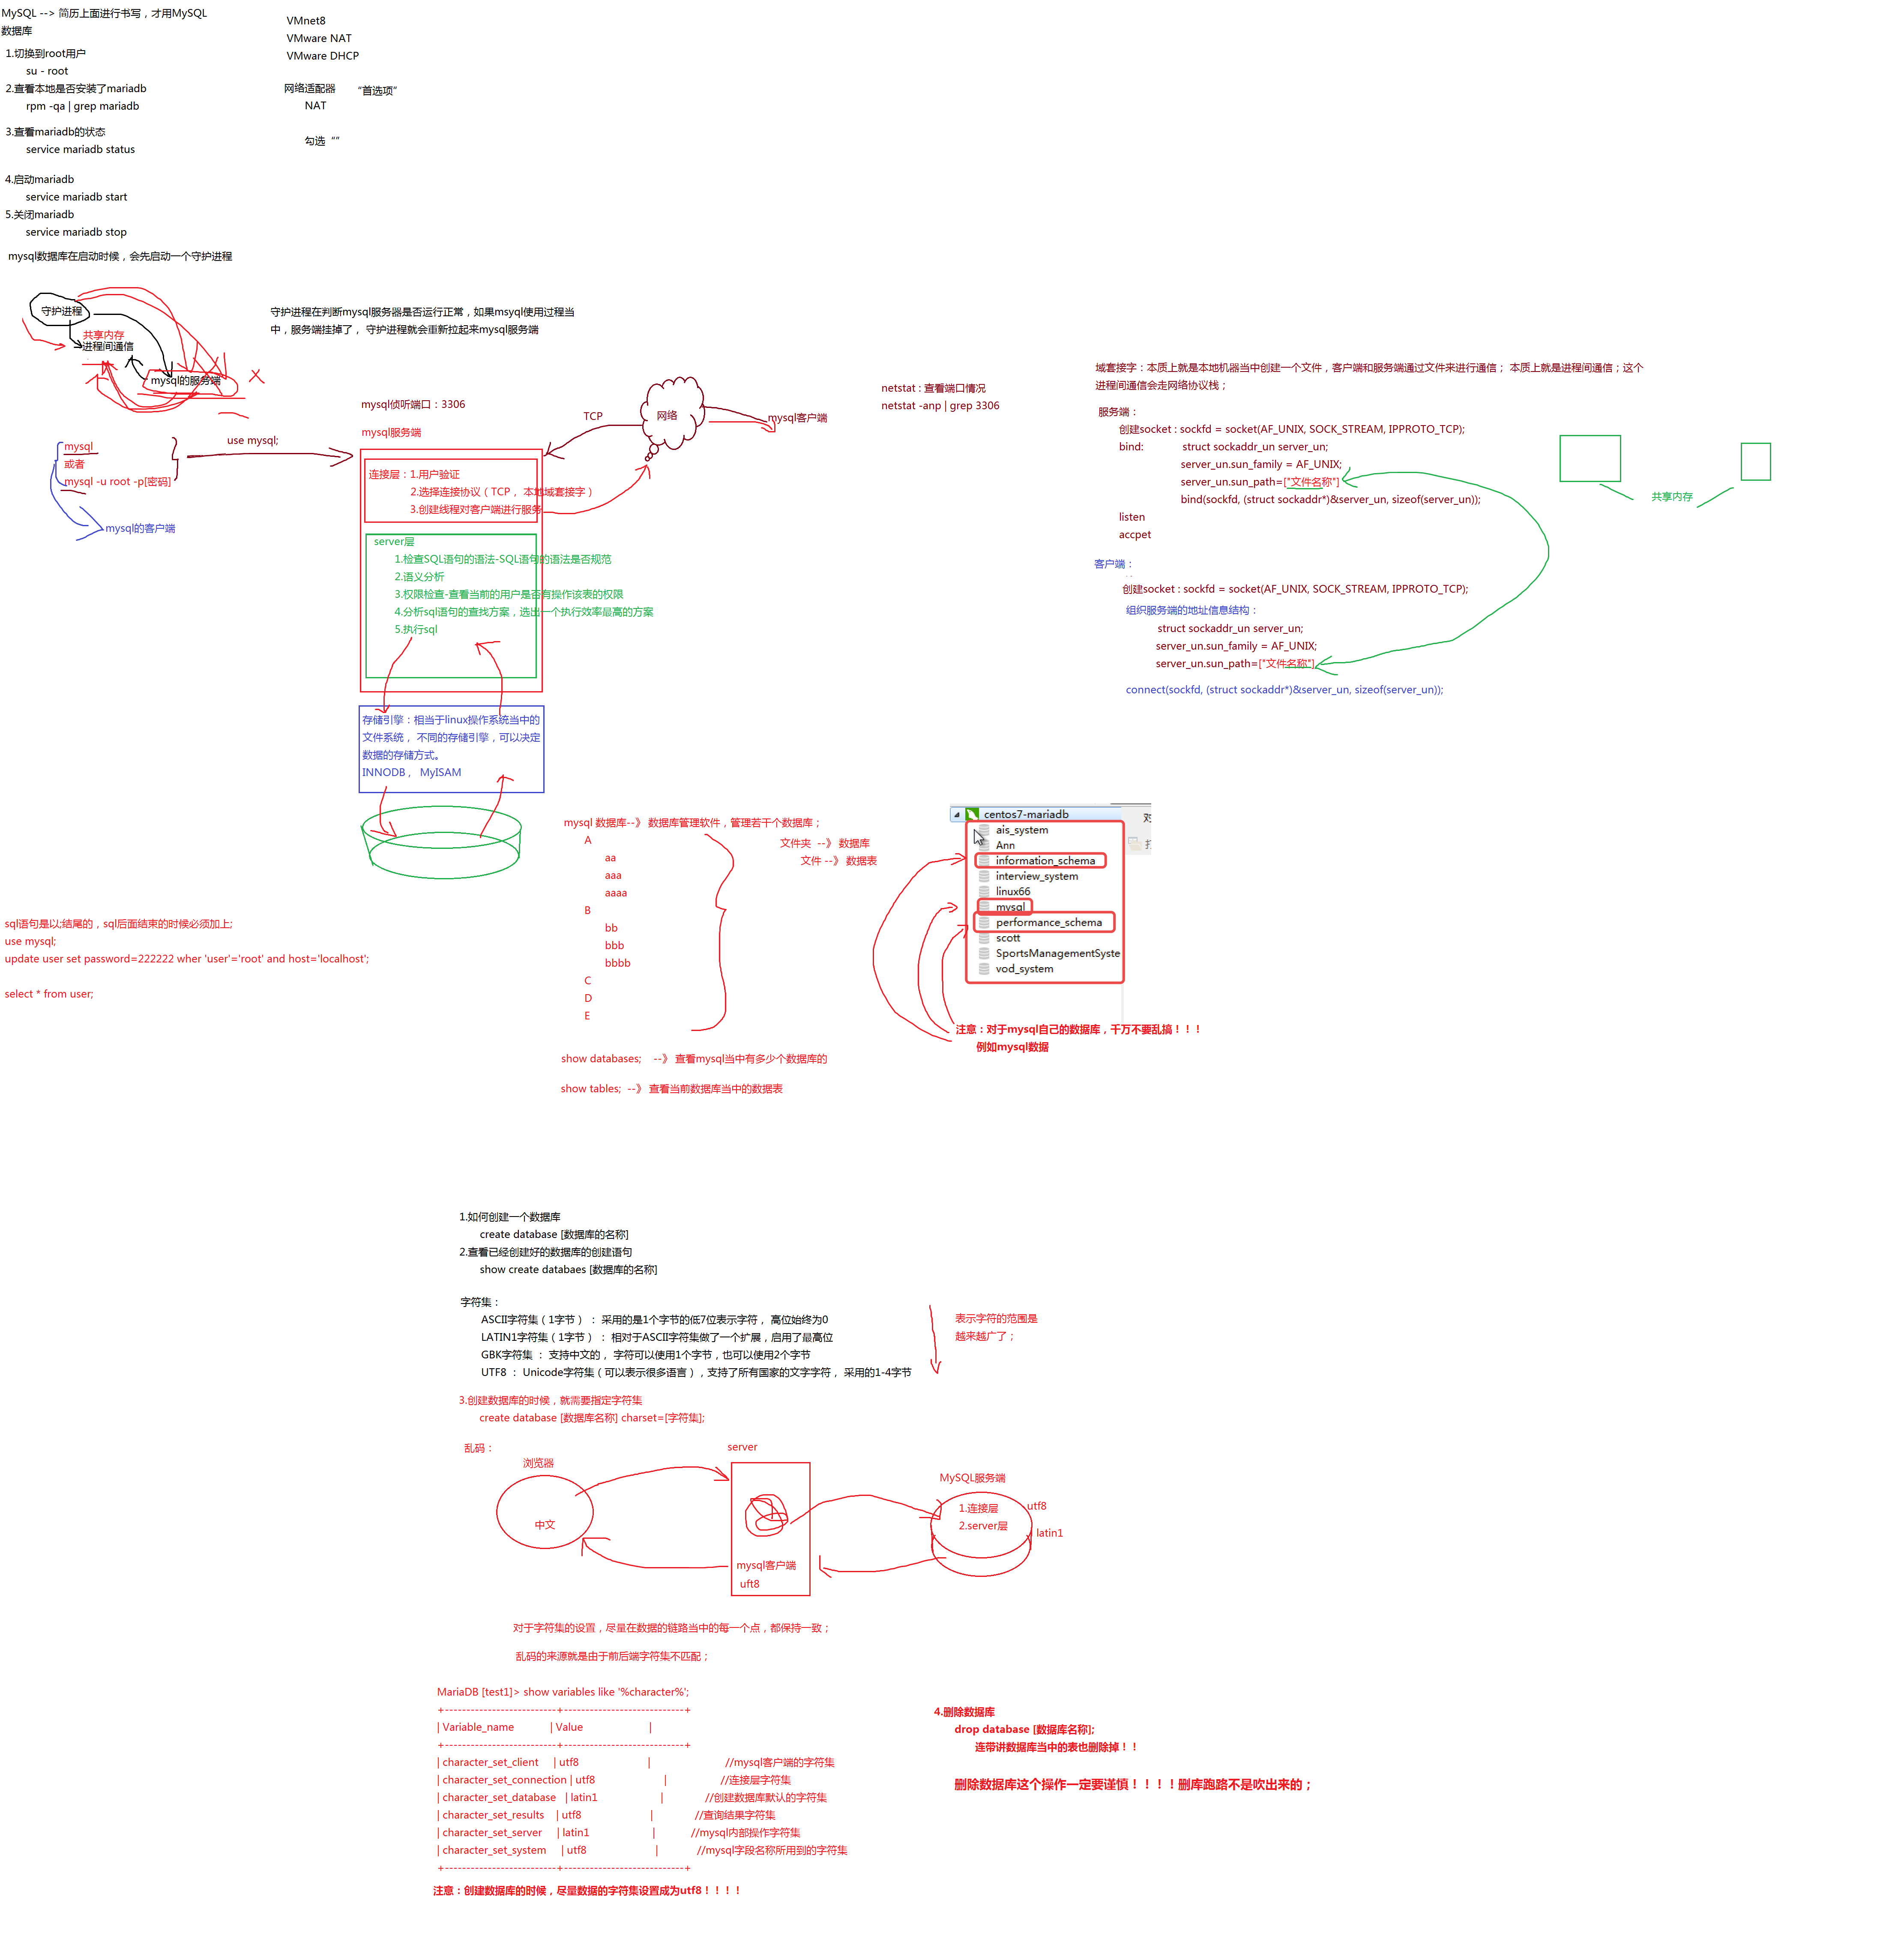 MySQL --> 简历上面进行书写，才用MySQL
数据库
1.切换到root用户
su - root
2.查看本地是否安装了mariadb
rpm -qa | grep mariadb
3.查看mariadb的状态
service mariadb status
4.启动mariadb
service mariadb start
5.关闭mariadb
service mariadb stop
mysql数据库在启动时候，会先启动一个守护进程
VMnet8
VMware NAT
VMware DHCP
网络适配器 “首选项”
NAT
勾选 “”
守护进程
共享内存
进程间通信
mysql的服务端
守护进程在判断mysql服务器是否运行正常，如果msyql使用过程当
中，服务端挂掉了， 守护进程就会重新拉起来mysql服务端
mysql
或者
mysql -u root -p[密码]
mysql的客户端
use mysql;
mysql侦听端口：3306
mysql服务端
TCP
网络
mysql客户端
netstat : 查看端口情况
netstat -anp | grep 3306
连接层：1.用户验证
2.选择连接协议（TCP， 本地域套接字）
3.创建线程对客户端进行服务
server层
1.检查SQL语句的语法-SQL语句的语法是否规范
2.语义分析
3.权限检查-查看当前的用户是否有操作该表的权限
4.分析sql语句的查找方案，选出一个执行效率最高的方案
5.执行sql
存储引擎：相当于linux操作系统当中的
文件系统， 不同的存储引擎，可以决定
数据的存储方式。
INNODB， MyISAM
域套接字：本质上就是本地机器当中创建一个文件，客户端和服务端通过文件来进行通信； 本质上就是进程间通信；这个
进程间通信会走网络协议栈；
服务端：
创建socket : sockfd = socket(AF_UNIX, SOCK_STREAM, IPPROTO_TCP);
bind: struct sockaddr_un server_un;
server_un.sun_family = AF_UNIX;
server_un.sun_path=["文件名称"]
bind(sockfd, (struct sockaddr*)&server_un, sizeof(server_un));
listen
accpet
客户端：
创建socket : sockfd = socket(AF_UNIX, SOCK_STREAM, IPPROTO_TCP);
组织服务端的地址信息结构：
struct sockaddr_un server_un;
server_un.sun_family = AF_UNIX;
server_un.sun_path=["文件名称"]
connect(sockfd, (struct sockaddr*)&server_un, sizeof(server_un));
共享内存
sql语句是以;结尾的，sql后面结束的时候必须加上;
use mysql;
update user set password=222222 wher 'user'='root' and host='localhost';
select * from user;
mysql 数据库--》 数据库管理软件，管理若干个数据库；
A
aa
aaa
aaaa
B
bb
bbb
bbbb
C
D
E
文件夹 --》 数据库
文件 --》 数据表
show databases; --》 查看mysql当中有多少个数据库的
show tables; --》 查看当前数据库当中的数据表
centos7-mariadb
ais_system
Ann
information_schema
interview_system
linux66
mysql
performance_schema
scott
SportsManagementSyste
vod_system
注意：对于mysql自己的数据库，千万不要乱搞！！！
例如mysql数据
1.如何创建一个数据库
create database [数据库的名称]
2.查看已经创建好的数据库的创建语句
show create databaes [数据库的名称]
字符集：
ASCII字符集（1字节） ： 采用的是1个字节的低7位表示字符， 高位始终为0
LATIN1字符集（1字节） ： 相对于ASCII字符集做了一个扩展，启用了最高位
GBK字符集 ： 支持中文的， 字符可以使用1个字节，也可以使用2个字节
UTF8 ： Unicode字符集（可以表示很多语言），支持了所有国家的文字字符， 采用的1-4字节
表示字符的范围是
越来越广了；
3.创建数据库的时候，就需要指定字符集
create database [数据库名称] charset=[字符集];
乱码：
浏览器
中文
server
mysql客户端
uft8
MySQL服务端
1.连接层
2.server层
utf8
latin1
对于字符集的设置，尽量在数据的链路当中的每一个点，都保持一致；
乱码的来源就是由于前后端字符集不匹配；
MariaDB [test1]> show variables like '%character%';
+--------------------------+----------------------------+
| Variable_name | Value |
+--------------------------+----------------------------+
| character_set_client | utf8 | //mysql客户端的字符集
| character_set_connection | utf8 | //连接层字符集
| character_set_database | latin1 | //创建数据库默认的字符集
| character_set_results | utf8 | //查询结果字符集
| character_set_server | latin1 | //mysql内部操作字符集
| character_set_system | utf8 | //mysql字段名称所用到的字符集
+--------------------------+----------------------------+
注意：创建数据库的时候，尽量数据的字符集设置成为utf8！！！！
4.删除数据库
drop database [数据库名称];
连带讲数据库当中的表也删除掉！！
删除数据库这个操作一定要谨慎！！！！删库跑路不是吹出来的；